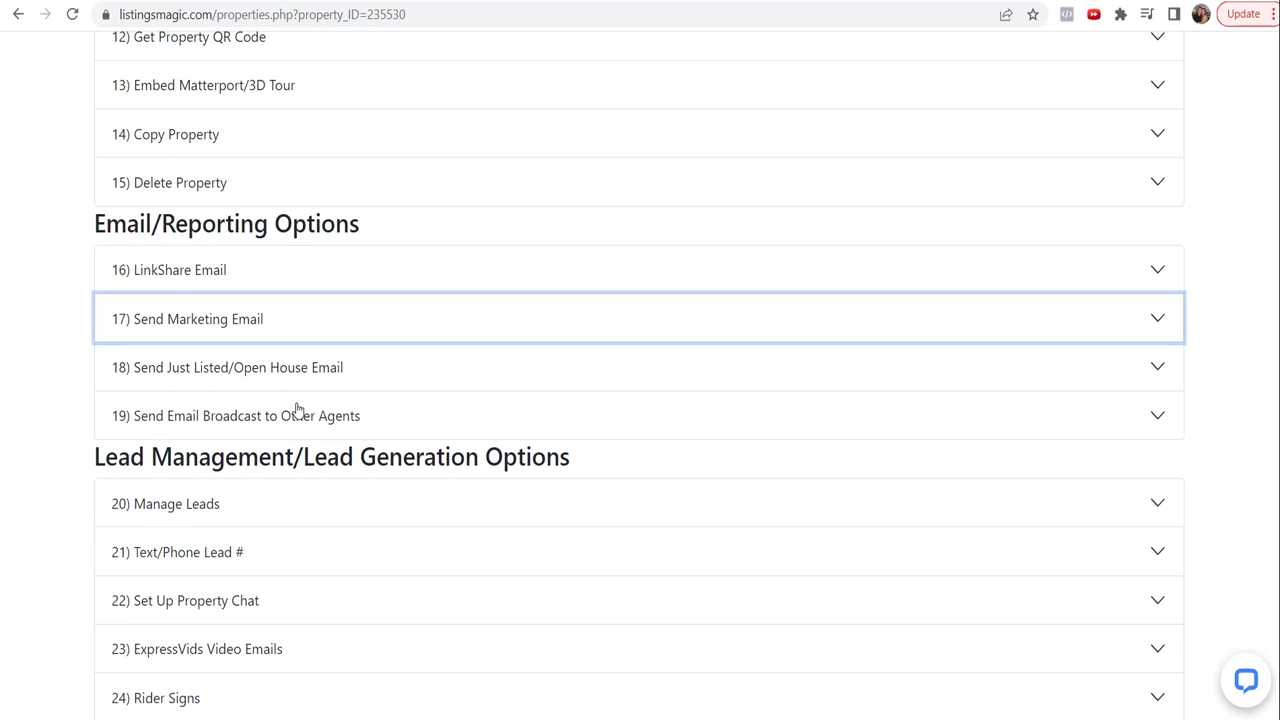 listingsmagic.com/properties.php?property_ID=235530
Update
12) Get Property QR Code
13) Embed Matterport/3D Tour
14) Copy Property
15) Delete Property
Email/Reporting Options
16) LinkShare Email
17) Send Marketing Email
18) Send Just Listed/Open House Email
19) Send Email Broadcast to Other Agents
Lead Management/Lead Generation Options
20) Manage Leads
21) Text/Phone Lead #
22) Set Up Property Chat
23) ExpressVids Video Emails
24) Rider Signs